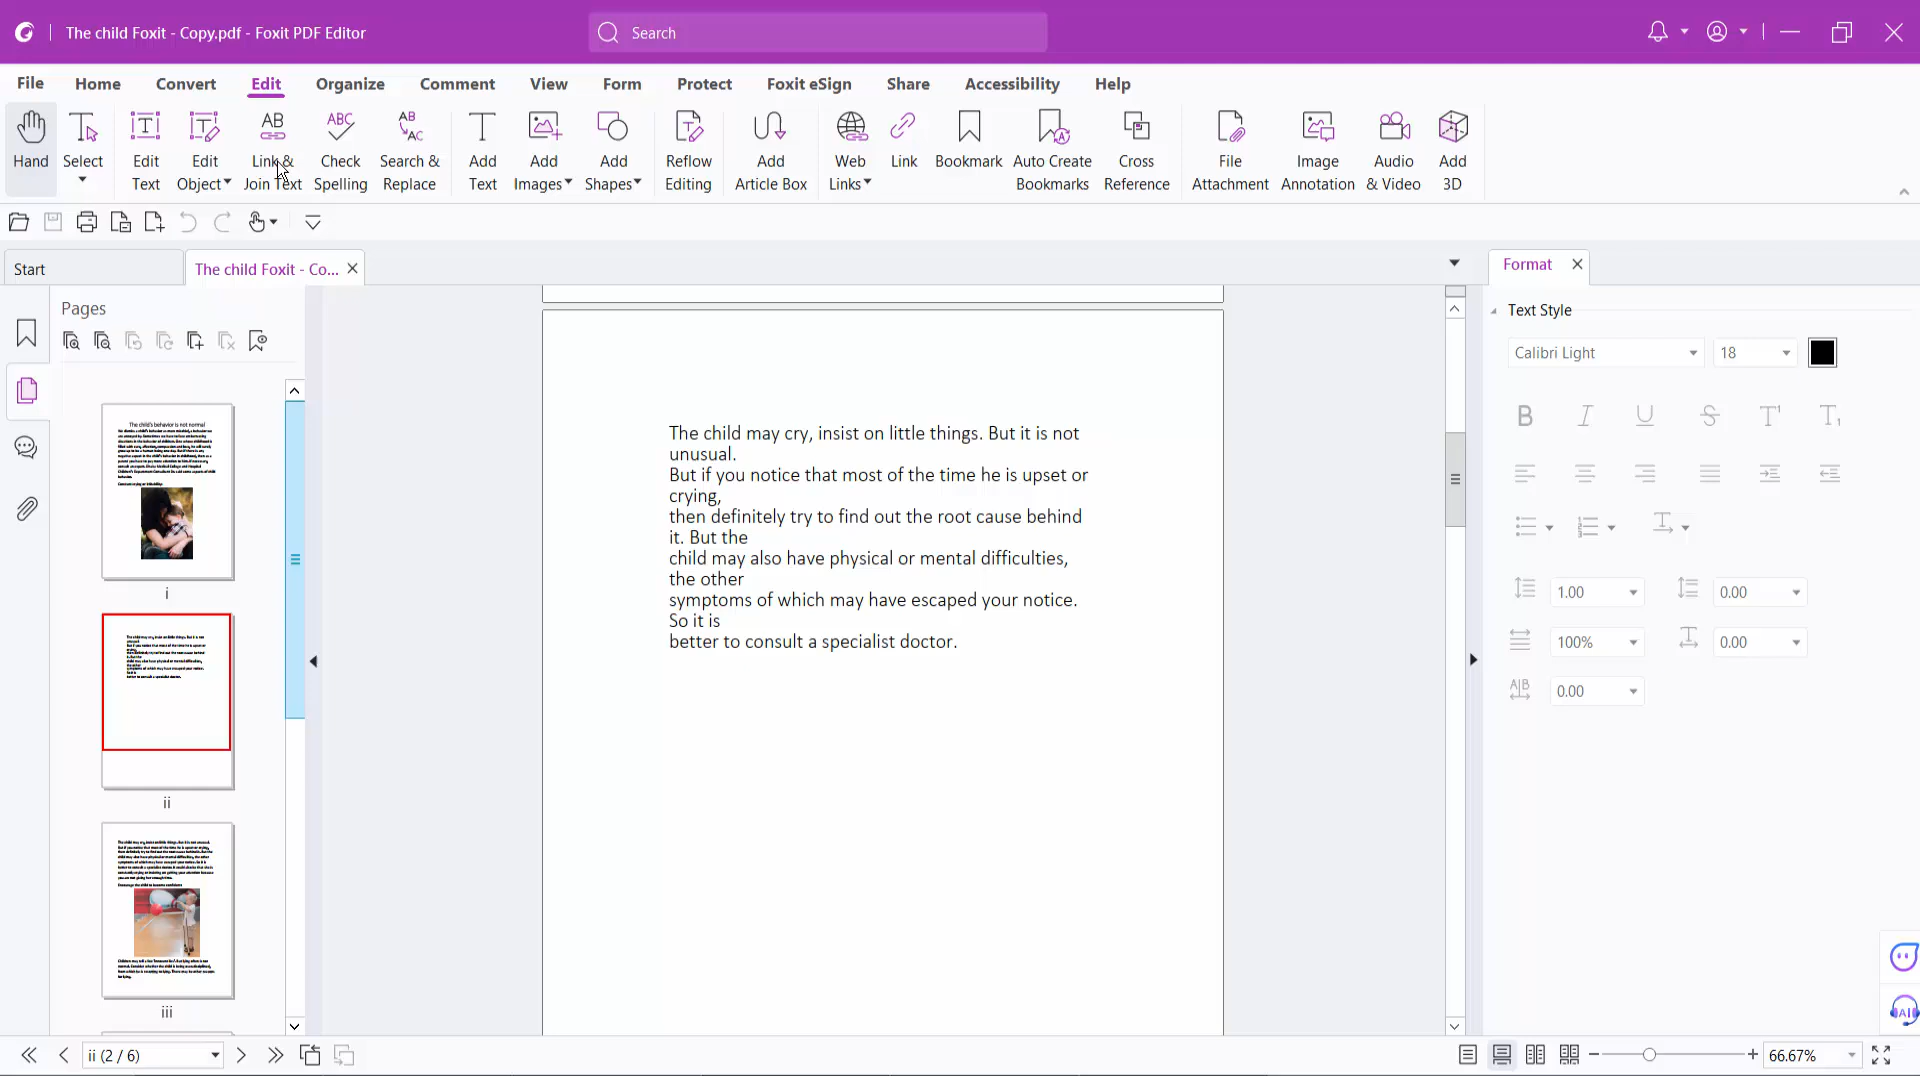 The child Foxit - Copy.pdf - Foxit PDF Editor
Search
File Home Convert Edit Organize Comment View Form Protect Foxit eSign Share Accessibility Help
Hand
Select
Edit Text
Edit Object
Link & Join Text
Check Spelling
Search & Replace
Add Text
Add Images
Add Shapes
Reflow Editing
Add Article Box
Web Links
Link
Bookmark
Auto Create Bookmarks
Cross Reference
File Attachment
Image Annotation
Audio & Video
Add 3D
Start
The child Foxit - Co...
Format
Pages
The child's behavior is not normal
i
ii
iii
The child may cry, insist on little things. But it is not
unusual.
But if you notice that most of the time he is upset or
crying,
then definitely try to find out the root cause behind
it. But the
child may also have physical or mental difficulties,
the other
symptoms of which may have escaped your notice.
So it is
better to consult a specialist doctor.
Text Style
Calibri Light 18
1.00 0.00
100% 0.00
0.00
ii (2 / 6)
66.67%